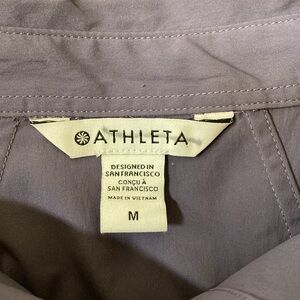 ATHLETA
DESIGNED IN
SAN FRANCISCO
CONÇU À
SAN FRANCISCO
MADE IN VIETNAM
M